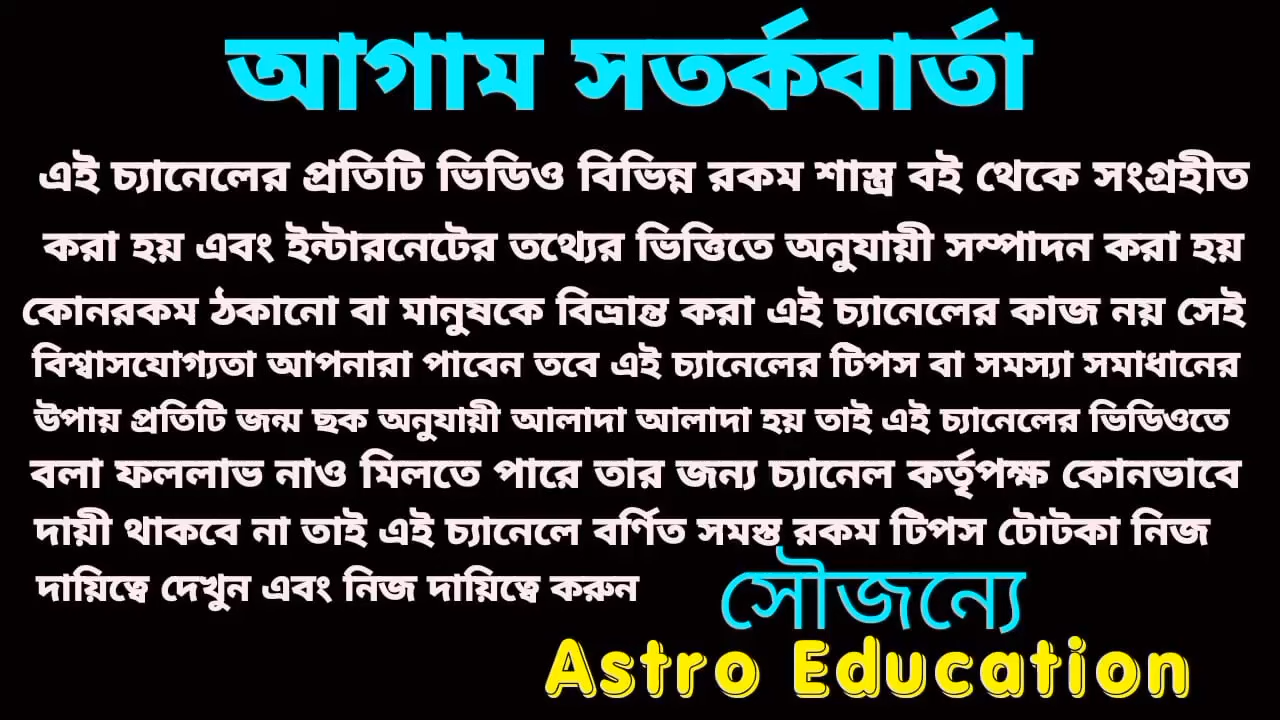 আগাম সতর্কবার্তা
এই চ্যানেলের প্রতিটি ভিডিও বিভিন্ন রকম শাস্ত্র বই থেকে সংগ্রহীত
করা হয় এবং ইন্টারনেটের তথ্যের ভিত্তিতে অনুযায়ী সম্পাদন করা হয়
কোনরকম ঠকানো বা মানুষকে বিভ্রান্ত করা এই চ্যানেলের কাজ নয় সেই
বিশ্বাসযোগ্যতা আপনারা পাবেন তবে এই চ্যানেলের টিপস বা সমস্যা সমাধানের
উপায় প্রতিটি জন্ম ছক অনুযায়ী আলাদা আলাদা হয় তাই এই চ্যানেলের ভিডিওতে
বলা ফললাভ নাও মিলতে পারে তার জন্য চ্যানেল কর্তৃপক্ষ কোনভাবে
দায়ী থাকবে না তাই এই চ্যানেলে বর্ণিত সমস্ত রকম টিপস টোটকা নিজ
দায়িত্বে দেখুন এবং নিজ দায়িত্বে করুন
সৌজন্যে
Astro Education